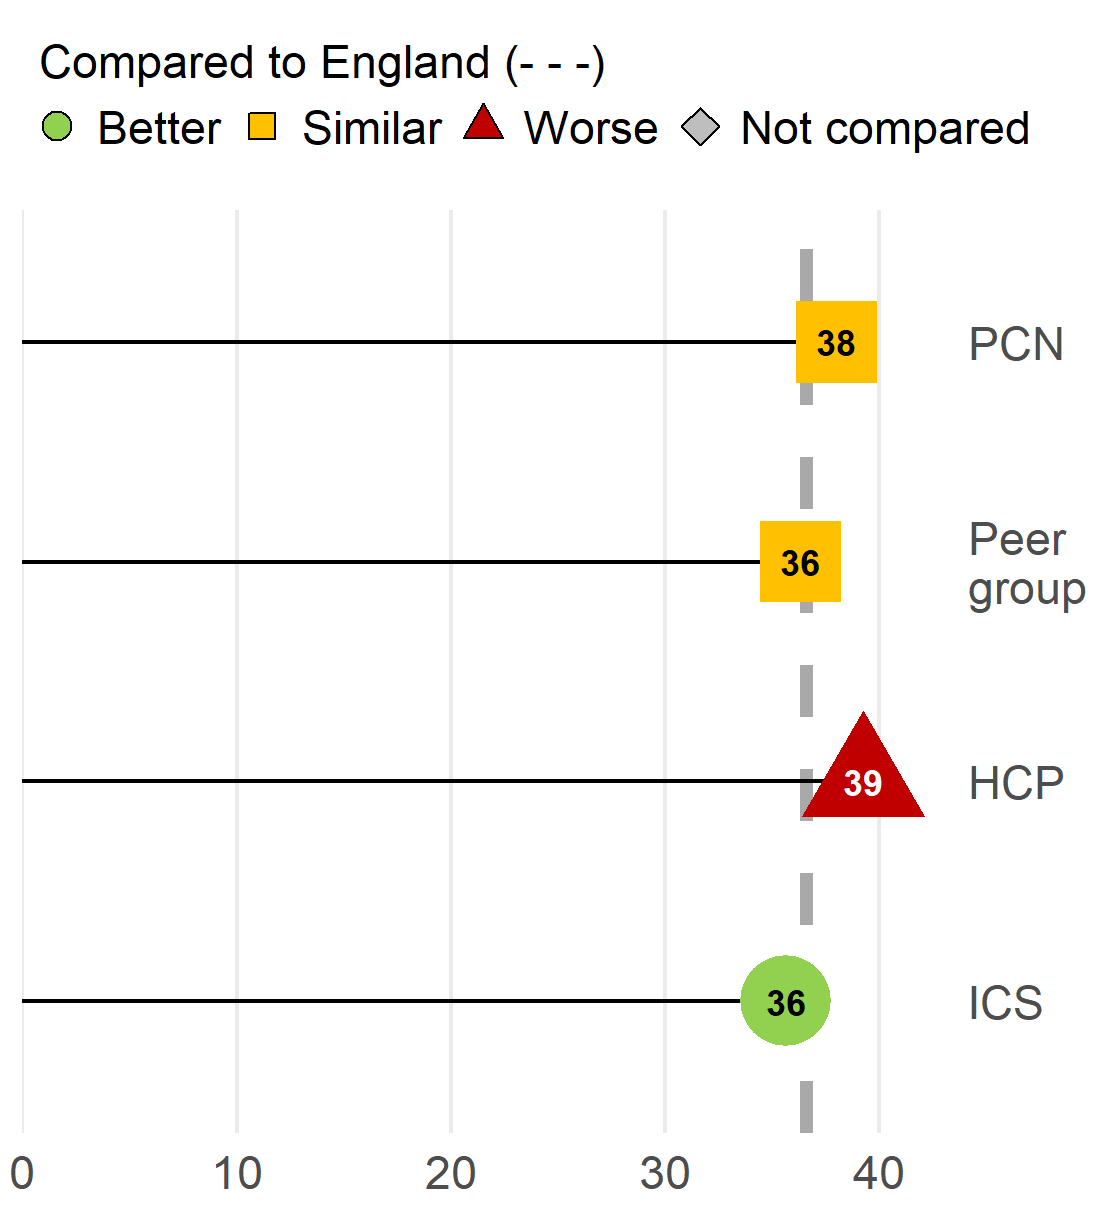 Compared to England (- - -)
Better Similar Worse Not compared
38 PCN
36 Peer
group
39 HCP
36 ICS
0 10 20 30 40